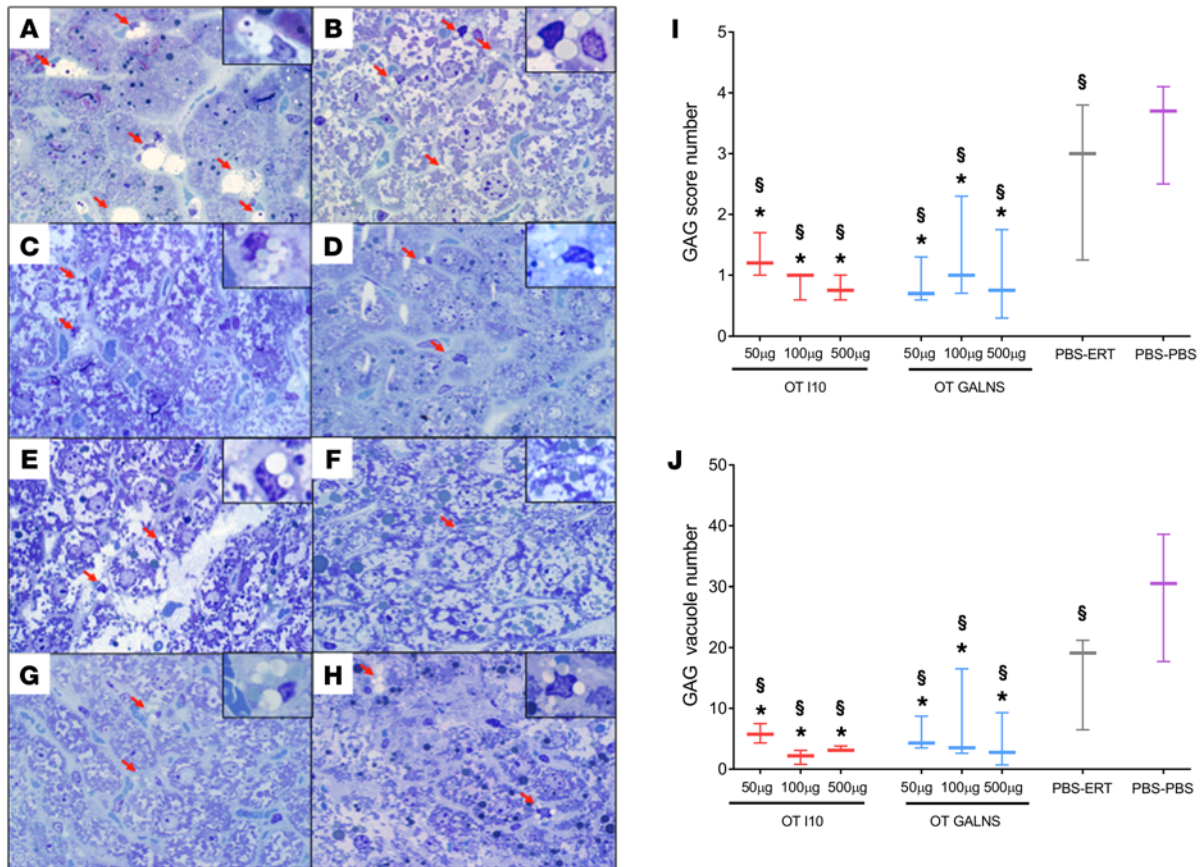 A
B
C
D
E
F
G
H
I
GAG score number
5
4
3
2
1
0
§
*
§
*
§
*
§
*
§
*
§
*
§
50μg 100μg 500μg
OT I10
50μg 100μg 500μg
OT GALNS
PBS-ERT
PBS-PBS
J
GAG vacuole number
50
40
30
20
10
0
§
*
§
*
§
*
§
*
§
*
§
*
§
50μg 100μg 500μg
OT I10
50μg 100μg 500μg
OT GALNS
PBS-ERT
PBS-PBS